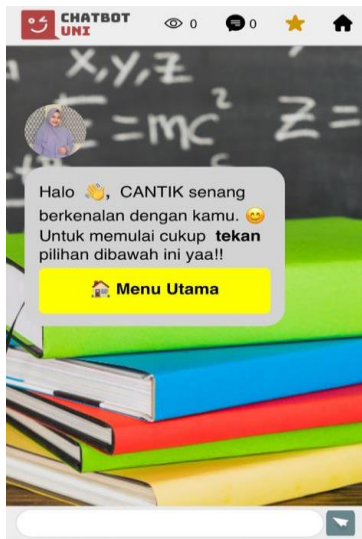 CHATBOT
UNI
0
0
x,y,z
= mc² z =
Halo 👋, CANTIK senang
berkenalan dengan kamu. 😊
Untuk memulai cukup tekan
pilihan dibawah ini yaa!!
🏠 Menu Utama